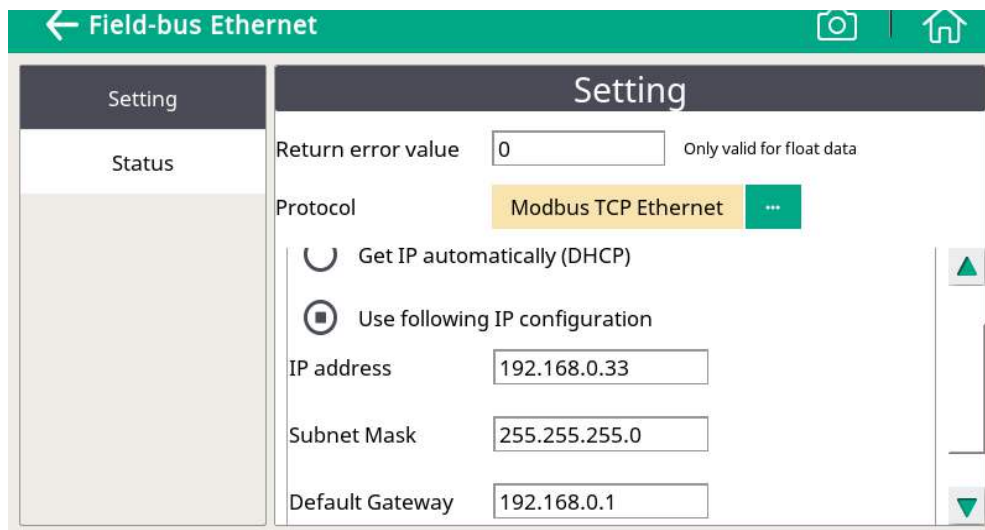 Field-bus Ethernet
Setting
Status
Setting
Return error value 0 Only valid for float data
Protocol Modbus TCP Ethernet ...
Get IP automatically (DHCP)
Use following IP configuration
IP address 192.168.0.33
Subnet Mask 255.255.255.0
Default Gateway 192.168.0.1